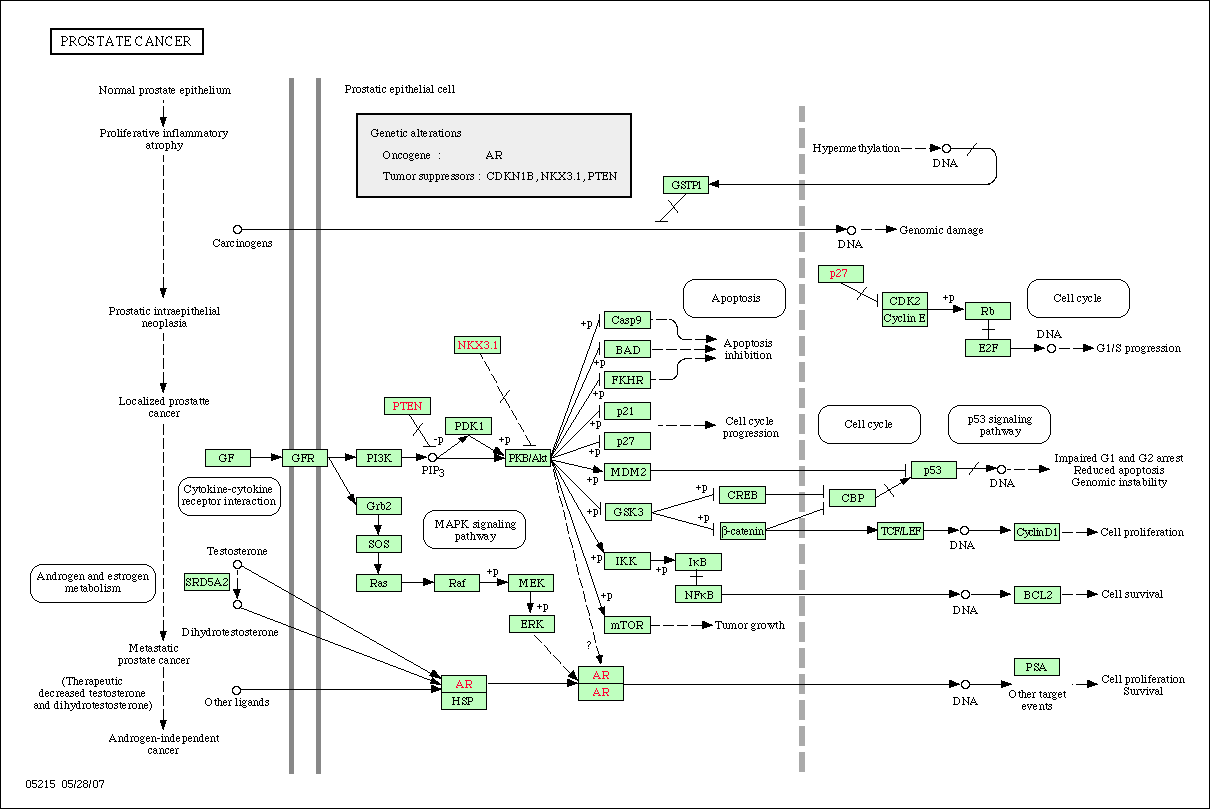 PROSTATE CANCER
Normal prostate epithelium
Proliferative inflammatory
atrophy
Prostatic intraepithelial
neoplasia
Localized prostatte
cancer
Androgen and estrogen
metabolism
Metastatic
prostate cancer
(Therapeutic
decreased testosterone
and dihydrotestosterone)
Androgen-independent
cancer
05215 05/28/07
Prostatic epithelial cell
Genetic alterations
Oncogene : AR
Tumor suppressors : CDKN1B, NKX3.1, PTEN
Hypermethylation
DNA
GSTP1
Carcinogens
DNA
Genomic damage
p27
CDK2
Cyclin E
+p
Rb
E2F
Cell cycle
DNA
G1/S progression
Apoptosis
NKX3.1
+p
Casp9
BAD
+p
FKHR
+p
Apoptosis
inhibition
p21
+p
p27
+p
Cell cycle
progression
Cell cycle
p53 signaling
pathway
PTEN
-p
PDK1
+p
GF
GFR
PI3K
PIP3
PKB/Akt
MDM2
p53
DNA
Impaired G1 and G2 arrest
Reduced apoptosis
Genomic instability
Cytokine-cytokine
receptor interaction
+p
GSK3
+p
CREB
CBP
+p
β-catenin
TCF/LEF
DNA
CyclinD1
Cell proliferation
Grb2
SOS
MAPK signaling
pathway
Ras
Raf
+p
MEK
+p
ERK
+p
IKK
+p
IκB
NFκB
DNA
BCL2
Cell survival
+p
mTOR
Tumor growth
?
Testosterone
SRD5A2
Dihydrotestosterone
Other ligands
AR
HSP
AR
AR
DNA
PSA
Other target
events
Cell proliferation
Survival